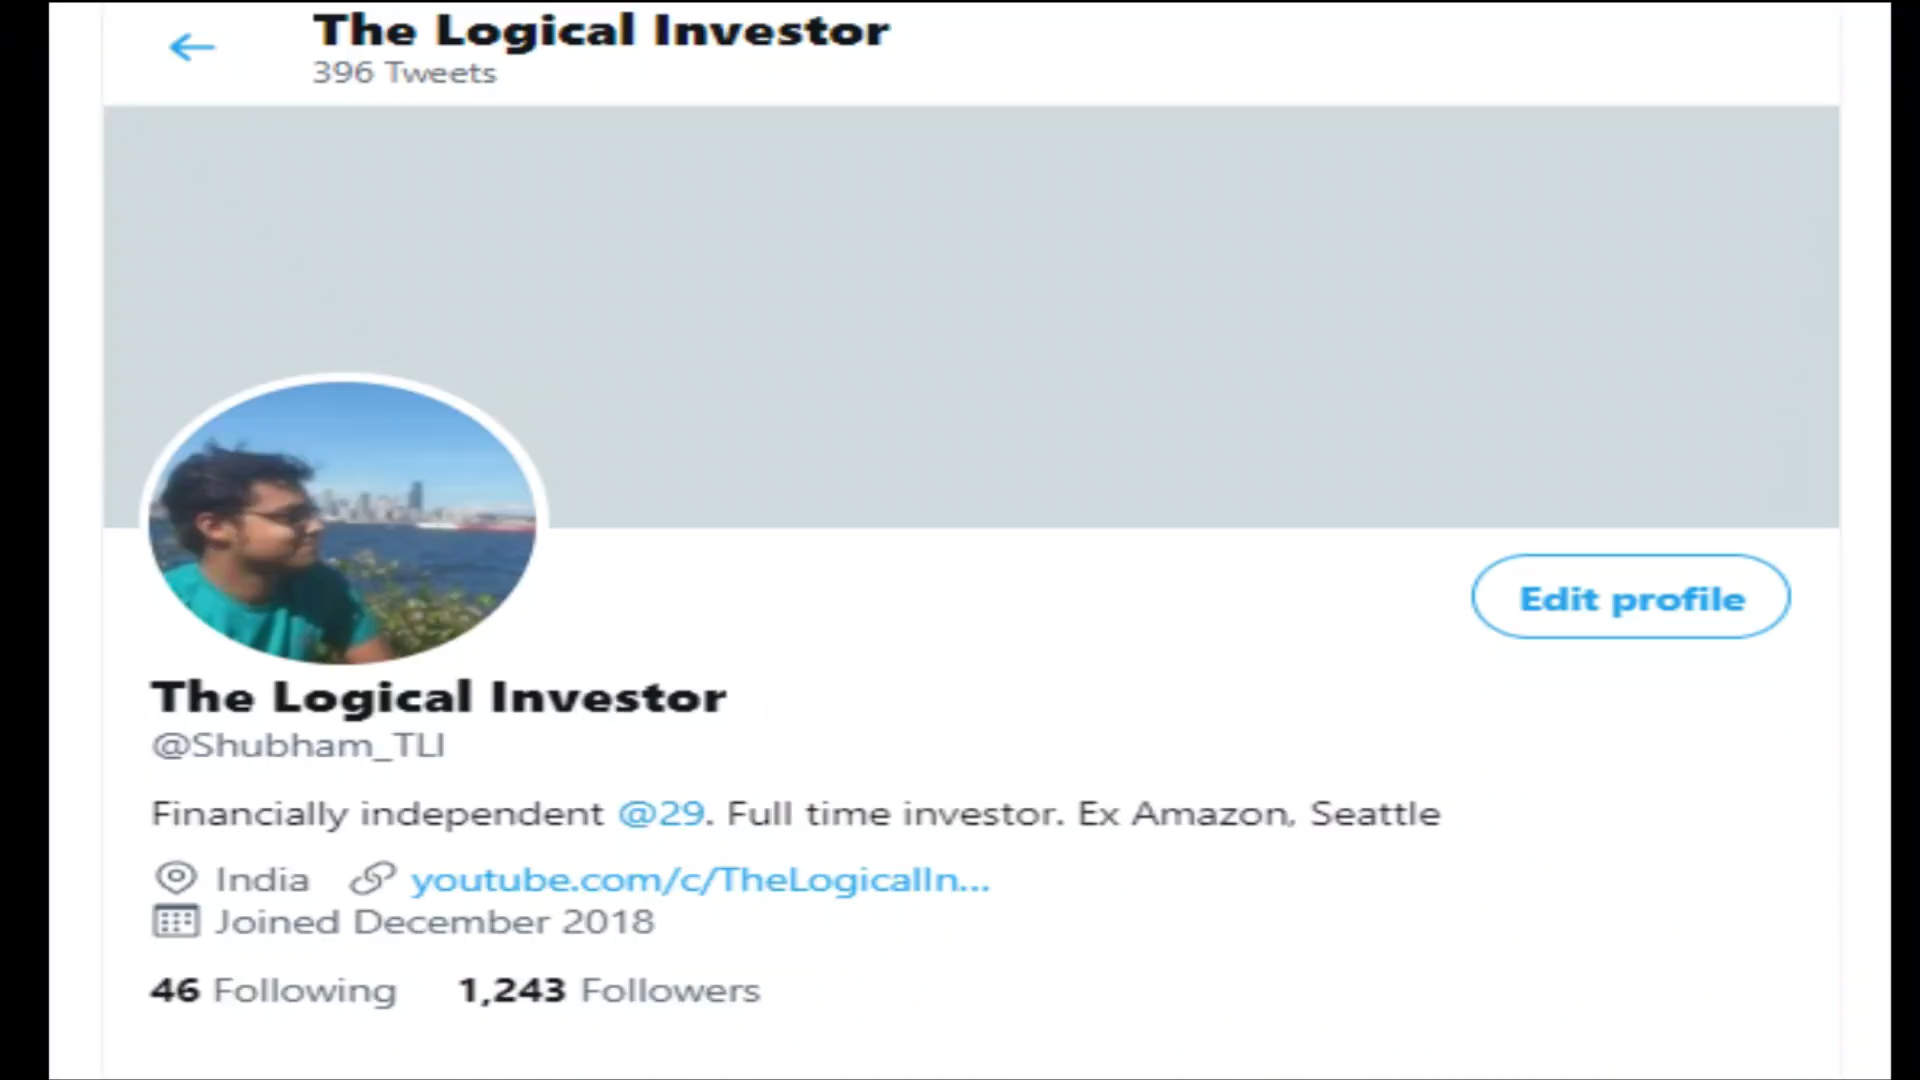 The Logical Investor
396 Tweets
Edit profile
The Logical Investor
@Shubham_TLI
Financially independent @29. Full time investor. Ex Amazon, Seattle
India youtube.com/c/TheLogicalIn...
Joined December 2018
46 Following 1,243 Followers